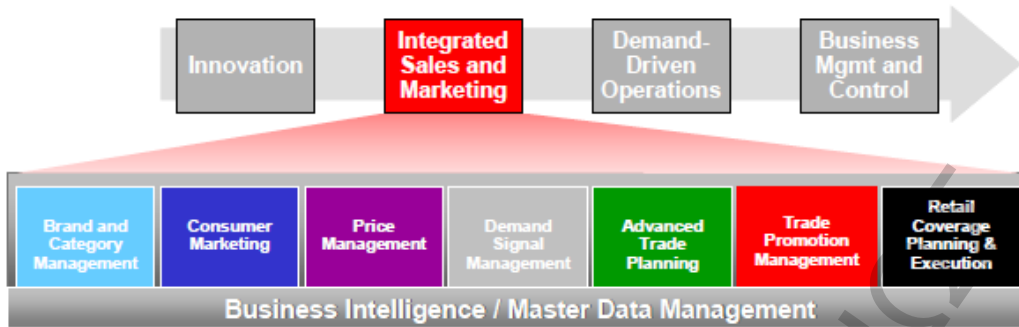 Innovation
Integrated
Sales and
Marketing
Demand-
Driven
Operations
Business
Mgmt and
Control
Brand and
Category
Management
Consumer
Marketing
Price
Management
Demand
Signal
Management
Advanced
Trade
Planning
Trade
Promotion
Management
Retail
Coverage
Planning &
Execution
Business Intelligence / Master Data Management